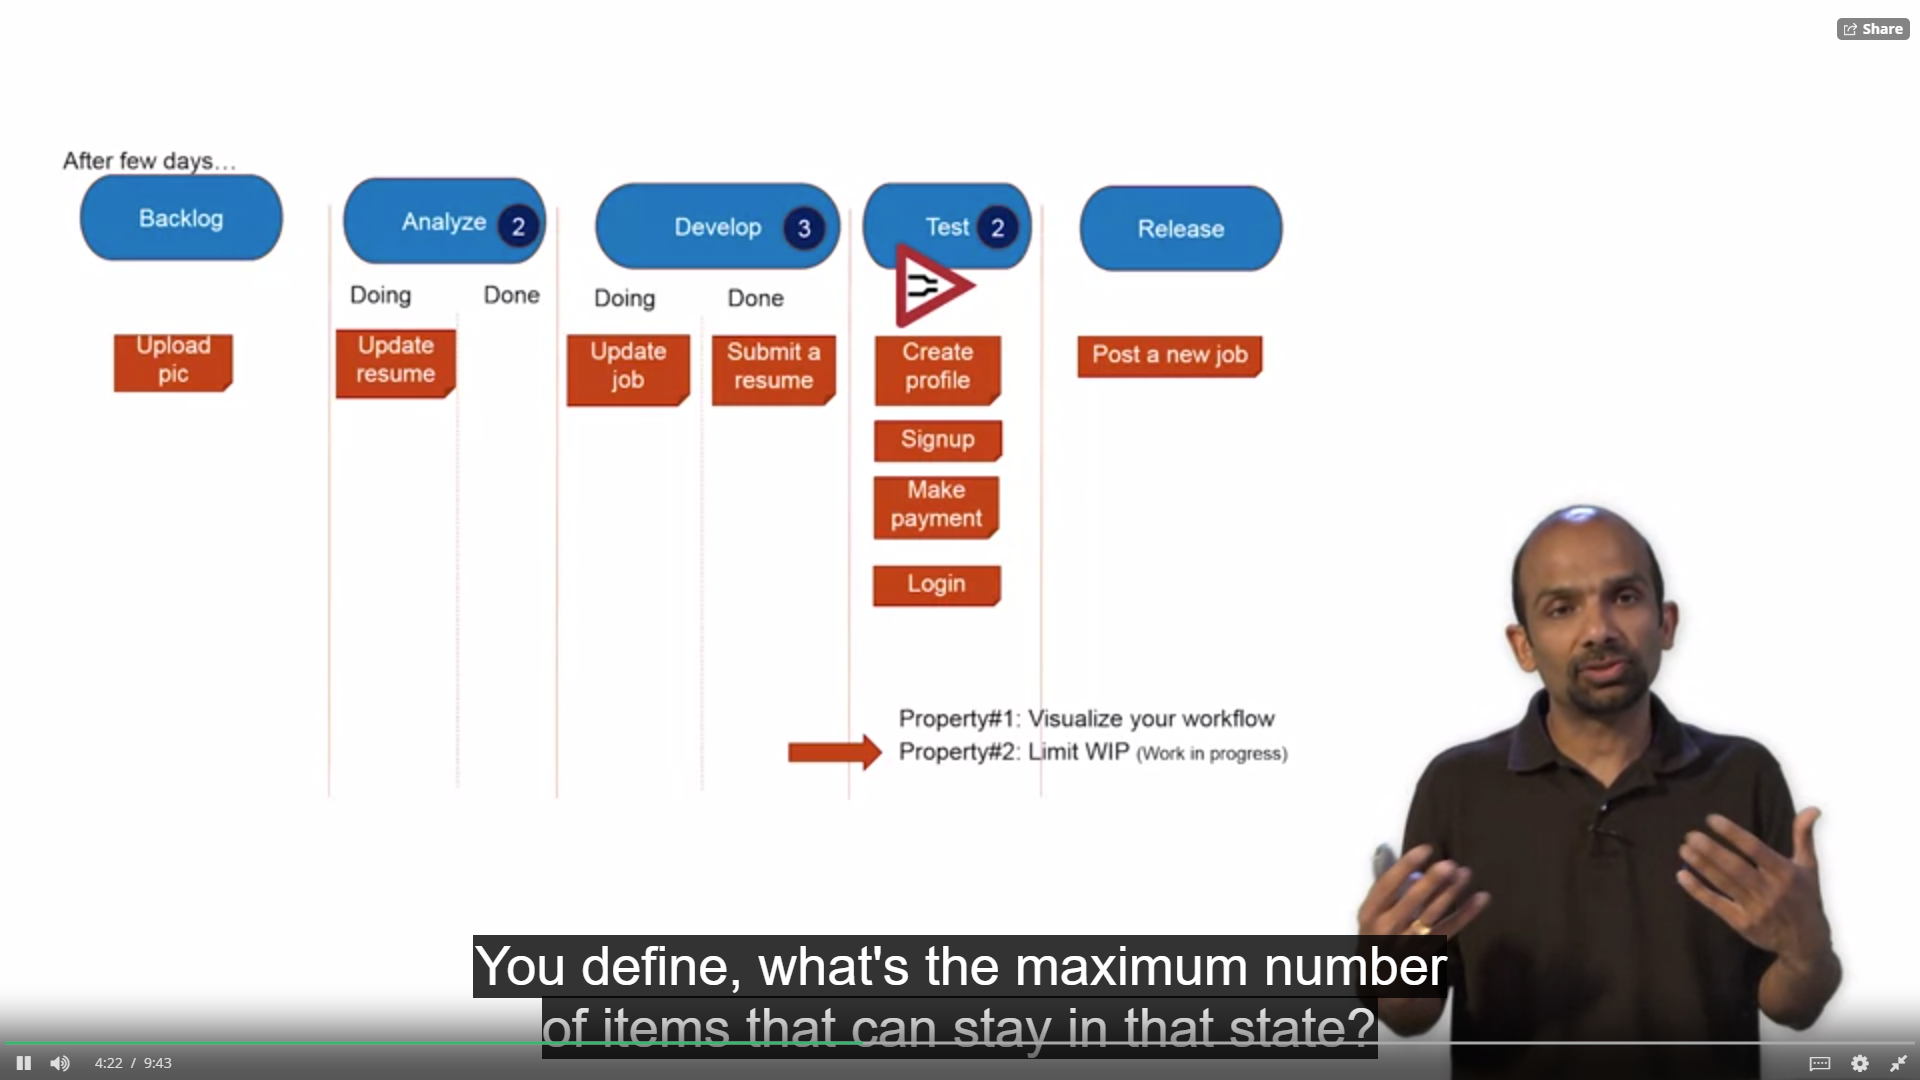 Share
After few days...
Backlog
Analyze 2
Develop 3
Test 2
Release
Doing
Done
Doing
Done
Upload
pic
Update
resume
Update
job
Submit a
resume
Create
profile
Post a new job
Signup
Make
payment
Login
Property#1: Visualize your workflow
Property#2: Limit WIP (Work in progress)
You define, what's the maximum number
of items that can stay in that state?
4:22 / 9:43